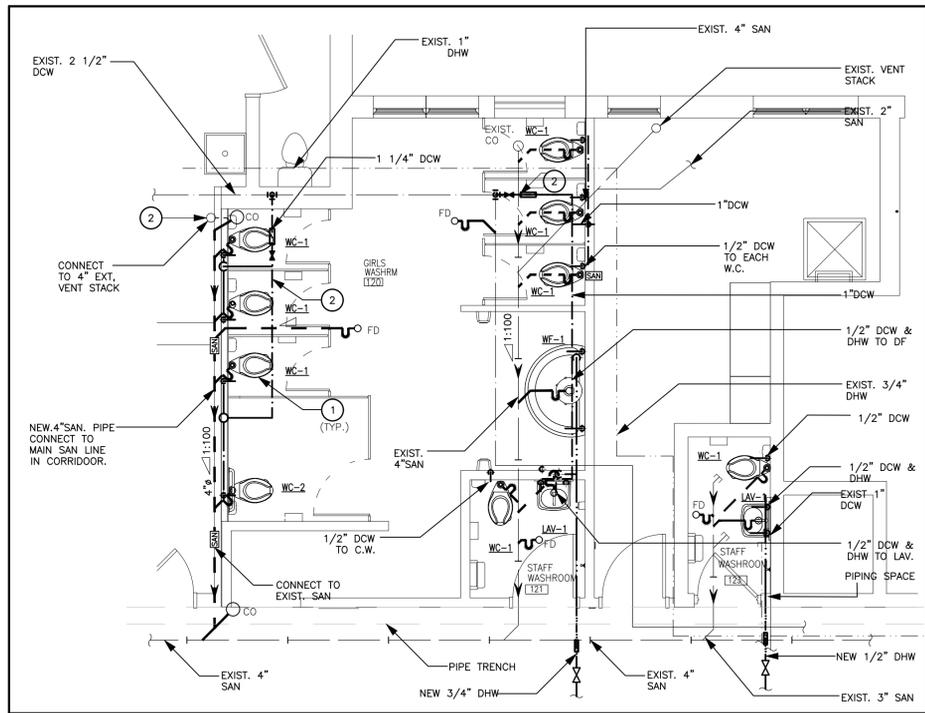 EXIST. 4" SAN
EXIST. 1"
DHW
EXIST. 2 1/2"
DCW
EXIST. VENT
STACK
EXIST. 2"
SAN
EXIST.
CO
WC-1
1 1/4" DCW
2
2
CO
FD
WC-1
1"DCW
WC-1
CONNECT
TO 4" EXT,
VENT STACK
GIRLS
WASHRM
120
1/2" DCW
TO EACH
W.C.
WC-1
SAN
2
WC-1
1"DCW
FD
1:100
WF-1
1/2" DCW &
DHW TO DF
SAN
WC-1
EXIST. 3/4"
DHW
1
(TYP.)
NEW.4"SAN. PIPE
CONNECT TO
MAIN SAN LINE
IN CORRIDOR.
1:100
4"ø
EXIST.
4"SAN
1/2" DCW
WC-1
1/2" DCW &
DHW
WC-2
LAV-1
EXIST 1"
DCW
FD
1/2" DCW
TO C.W.
LAV-1
WC-1
FD
SAN
STAFF
WASHROOM
121
STAFF
WASHROOM
123
1/2" DCW &
DHW TO LAV.
PIPING SPACE
CONNECT TO
EXIST. SAN
CO
EXIST. 4"
SAN
PIPE TRENCH
NEW 3/4" DHW
EXIST. 4"
SAN
NEW 1/2" DHW
EXIST. 3" SAN